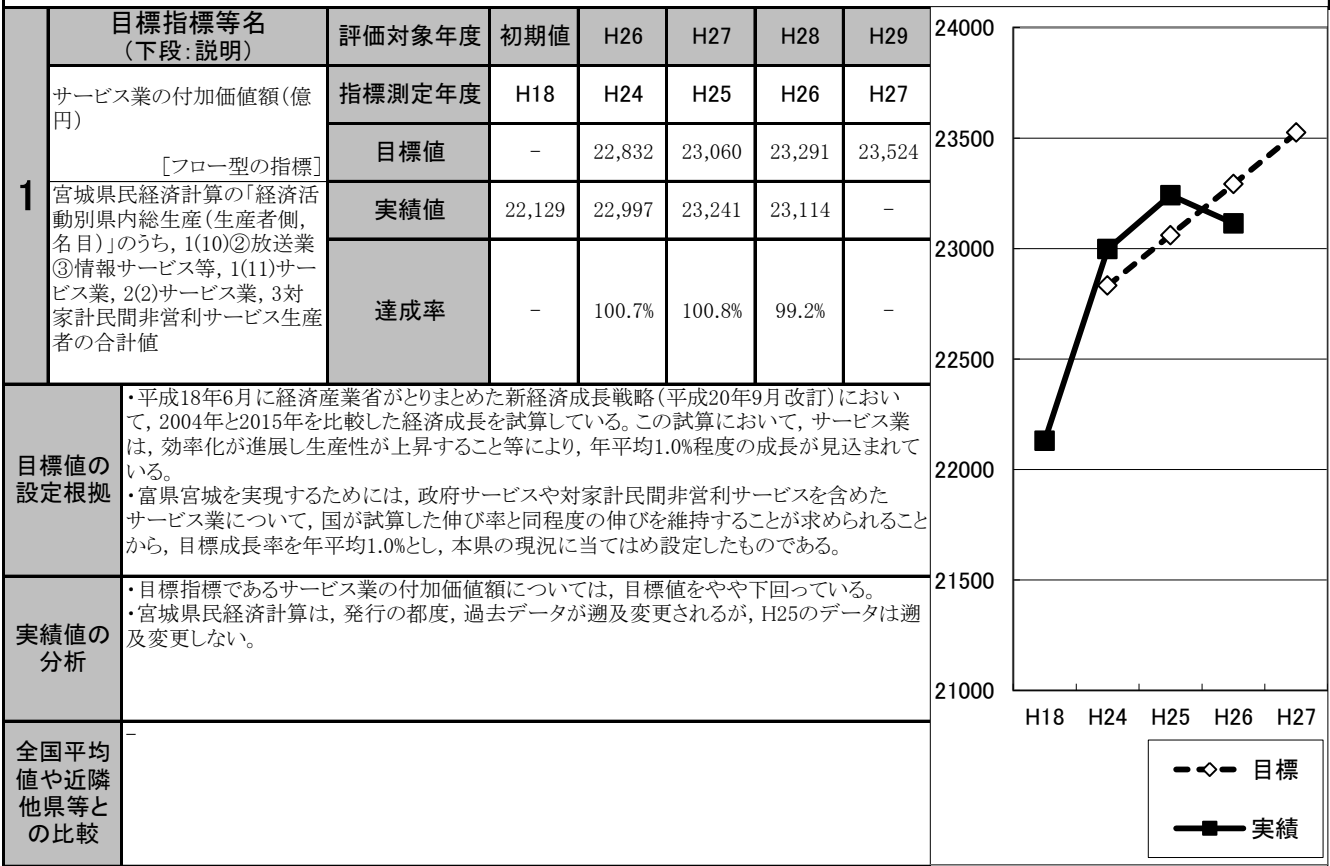 1
目標指標等名
(下段:説明)
評価対象年度 初期値 H26 H27 H28 H29
サービス業の付加価値額(億
円)
[フロー型の指標]
指標測定年度 H18 H24 H25 H26 H27
目標値 - 22,832 23,060 23,291 23,524
宮城県民経済計算の「経済活
動別県内総生産(生産者側,
名目)」のうち, 1(10)②放送業
③情報サービス等, 1(11)サー
ビス業, 2(2)サービス業, 3対
家計民間非営利サービス生産
者の合計値
実績値 22,129 22,997 23,241 23,114 -
達成率 - 100.7% 100.8% 99.2% -
目標値の
設定根拠
・平成18年6月に経済産業省がとりまとめた新経済成長戦略(平成20年9月改訂)におい
て, 2004年と2015年を比較した経済成長を試算している。この試算において, サービス業
は, 効率化が進展し生産性が上昇すること等により, 年平均1.0%程度の成長が見込まれて
いる。
・富県宮城を実現するためには, 政府サービスや対家計民間非営利サービスを含めた
サービス業について, 国が試算した伸び率と同程度の伸びを維持することが求められること
から, 目標成長率を年平均1.0%とし, 本県の現況に当てはめ設定したものである。
実績値の
分析
・目標指標であるサービス業の付加価値額については, 目標値をやや下回っている。
・宮城県民経済計算は, 発行の都度, 過去データが遡及変更されるが, H25のデータは遡
及変更しない。
全国平均
値や近隣
他県等と
の比較
-
24000
23500
23000
22500
22000
21500
21000
H18 H24 H25 H26 H27
目標
実績